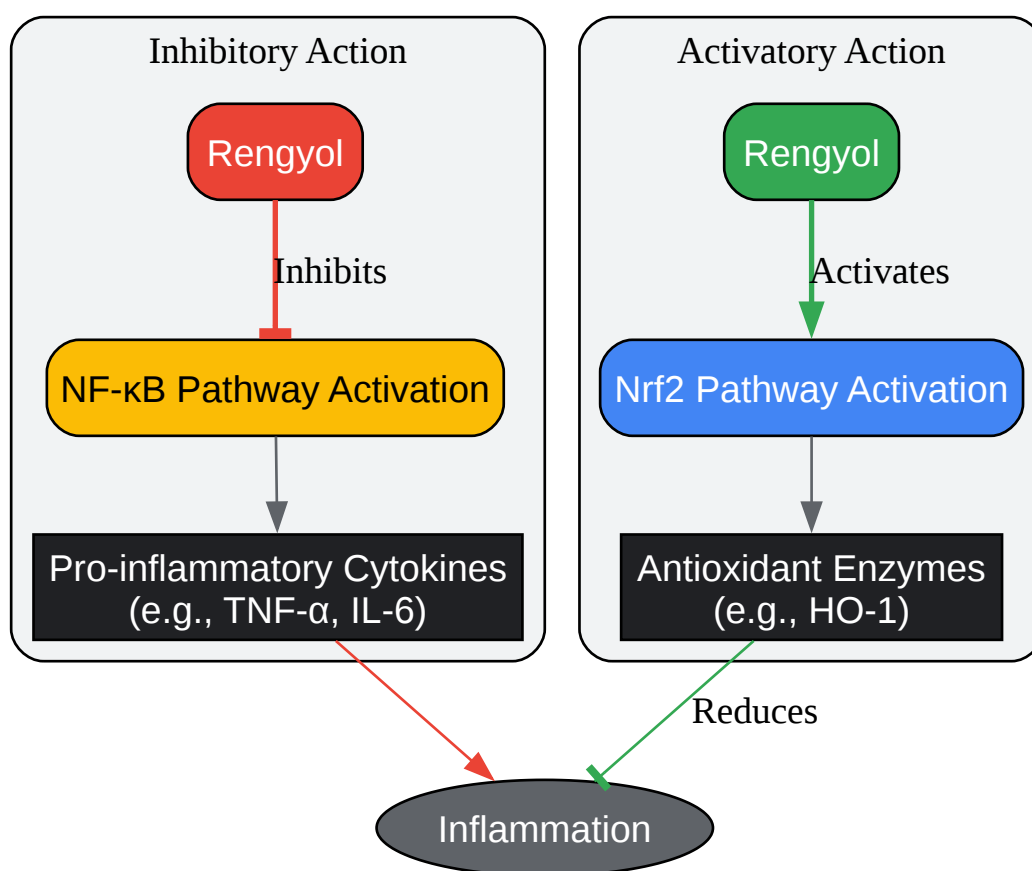 Inhibitory Action
Rengyol
Inhibits
NF-κB Pathway Activation
Pro-inflammatory Cytokines
(e.g., TNF-α, IL-6)
Activatory Action
Rengyol
Activates
Nrf2 Pathway Activation
Antioxidant Enzymes
(e.g., HO-1)
Reduces
Inflammation